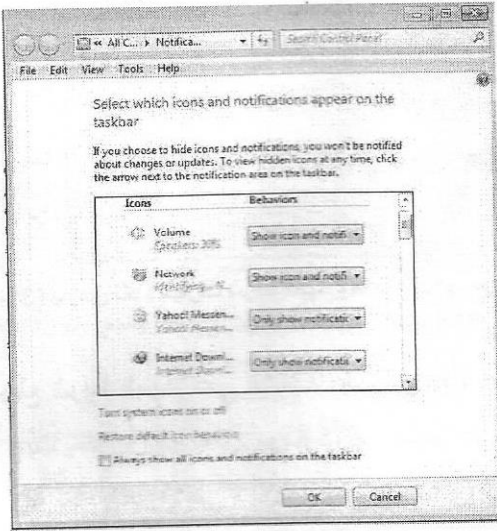 « All C... ▸ Notifica...
Search Control Panel
File Edit View Tools Help
Select which icons and notifications appear on the
taskbar
If you choose to hide icons and notifications, you won't be notified
about changes or updates. To view hidden icons at any time, click
the arrow next to the notification area on the taskbar.
Icons Behaviors
Volume Show icon and notifi
Speakers: 30%
Network Show icon and notifi
Identifying... N...
Yahoo! Messen... Only show notificatic
Yahoo! Messen...
Internet Downl... Only show notificatic
Internet Downl...
Turn system icons on or off
Restore default icon behaviors
Always show all icons and notifications on the taskbar
OK Cancel